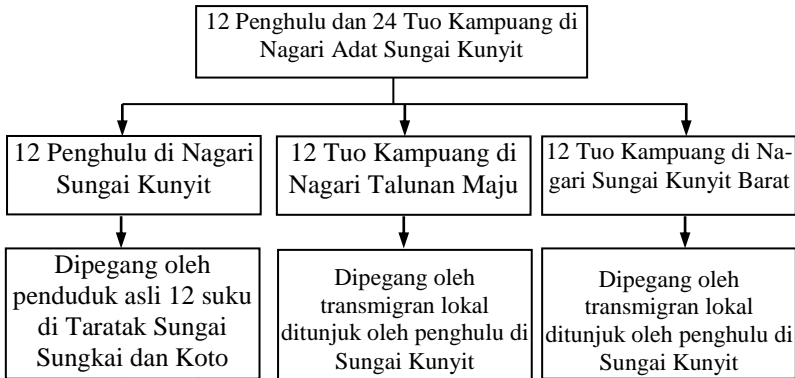 12 Penghulu dan 24 Tuo Kampuang di
Nagari Adat Sungai Kunyit
12 Penghulu di Nagari
Sungai Kunyit
12 Tuo Kampuang di
Nagari Talunan Maju
12 Tuo Kampuang di Na-
gari Sungai Kunyit Barat
Dipegang oleh
penduduk asli 12 suku
di Taratak Sungai
Sungkai dan Koto
Dipegang oleh
transmigran lokal
ditunjuk oleh penghulu di
Sungai Kunyit
Dipegang oleh
transmigran lokal
ditunjuk oleh penghulu di
Sungai Kunyit